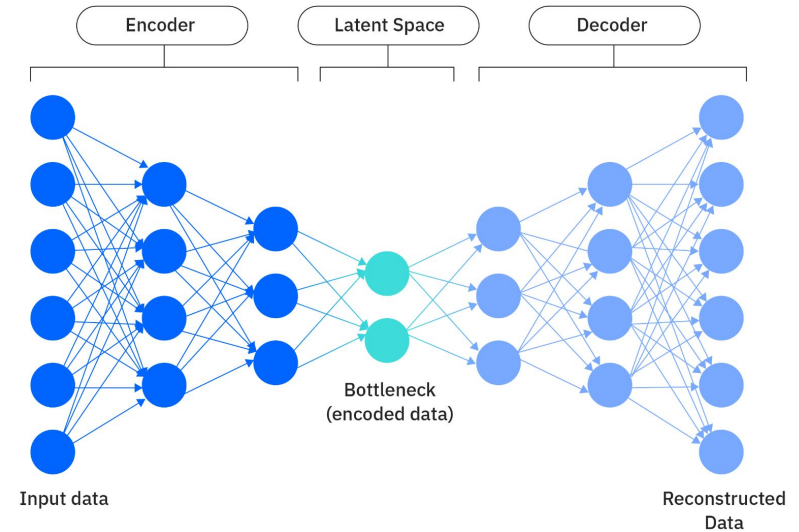 Encoder
Latent Space
Decoder
Bottleneck
(encoded data)
Input data
Reconstructed
Data